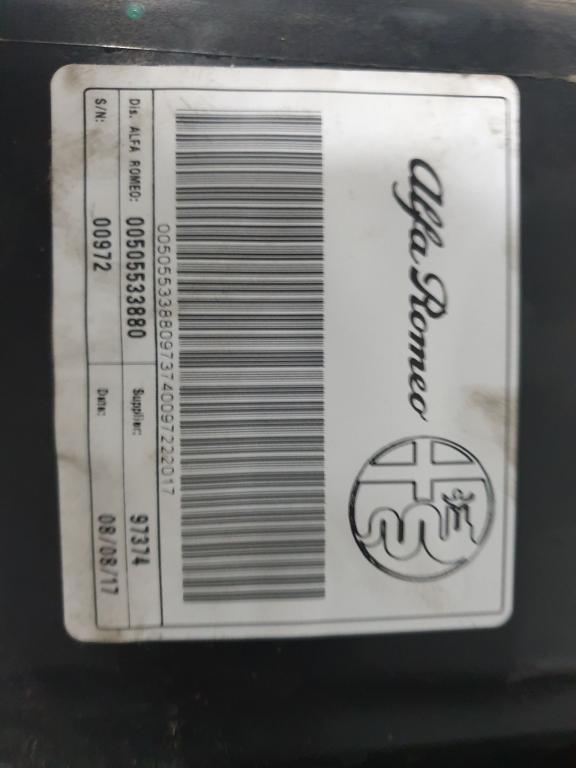 Alfa Romeo
00505533880973740097222017
Dis. ALFA ROMEO: 00505533880 Supplier: 97374
S/N: 00972 Date: 08/08/17